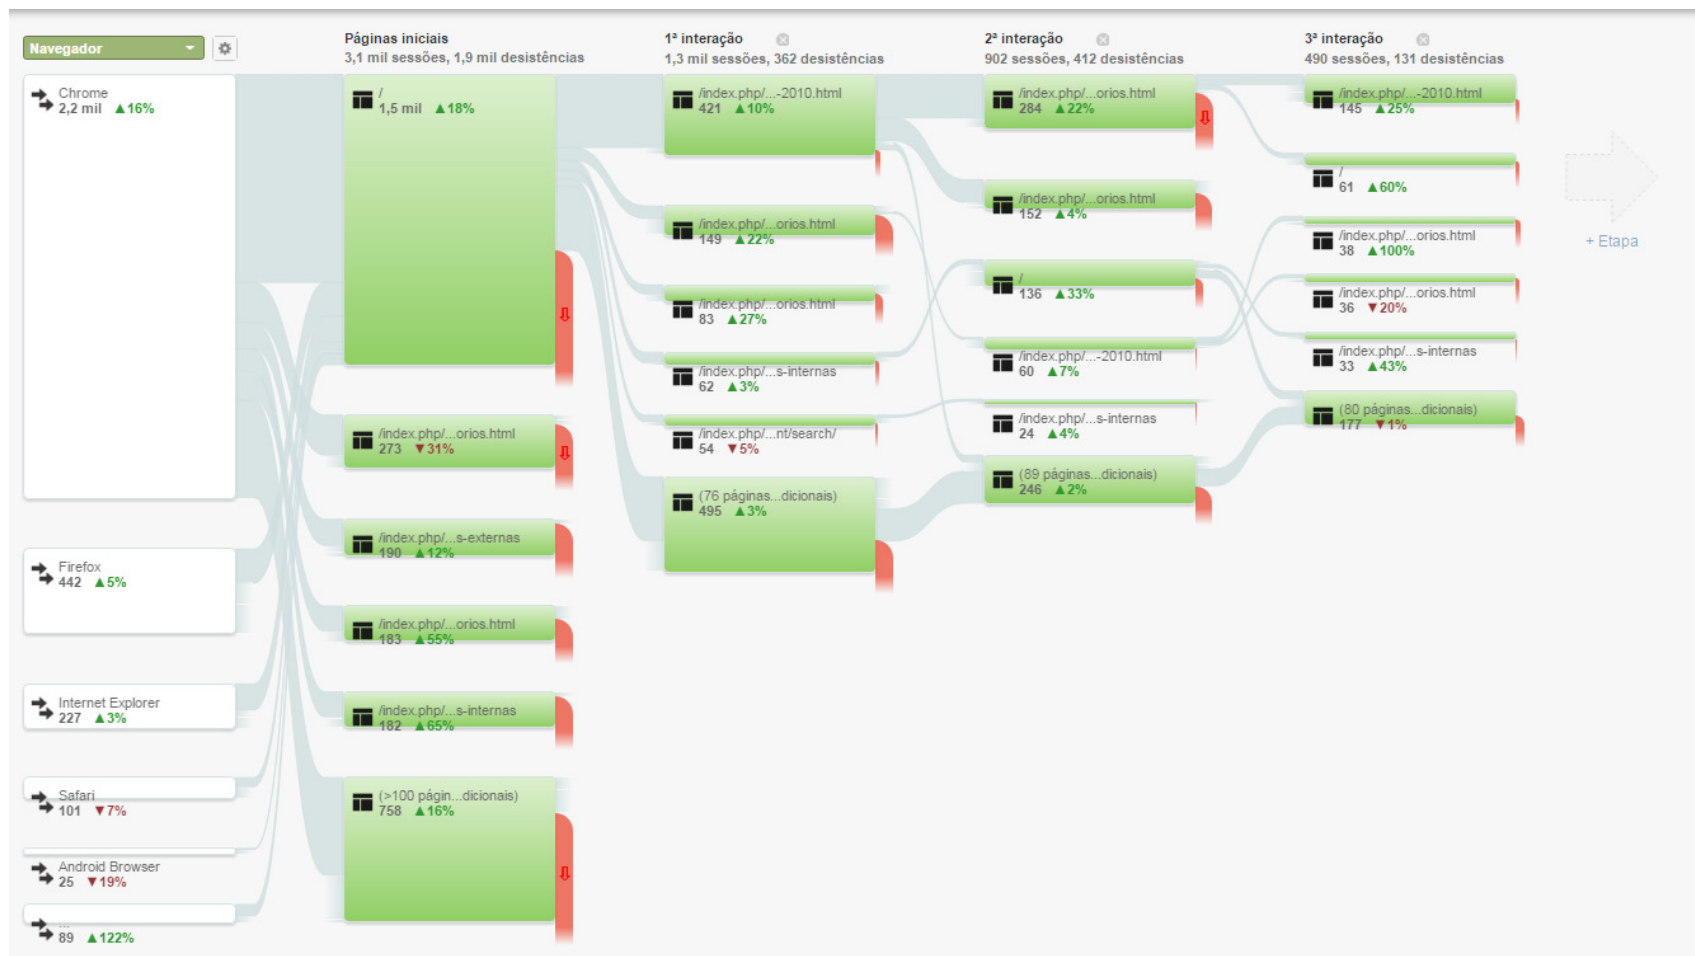 Navegador
Chrome
2,2 mil ▲16%
Firefox
442 ▲5%
Internet Explorer
227 ▲3%
Safari
101 ▼7%
Android Browser
25 ▼19%
...
89 ▲122%
Páginas iniciais
3,1 mil sessões, 1,9 mil desistências
/
1,5 mil ▲18%
/index.php/...orios.html
273 ▼31%
/index.php/...s-externas
190 ▲12%
/index.php/...orios.html
183 ▲55%
/index.php/...s-internas
182 ▲65%
(>100 págin...dicionais)
758 ▲16%
1ª interação
1,3 mil sessões, 362 desistências
/index.php/...-2010.html
421 ▲10%
/index.php/...orios.html
149 ▲22%
/index.php/...orios.html
83 ▲27%
/index.php/...s-internas
62 ▲3%
/index.php/...nt/search/
54 ▼5%
(76 páginas...dicionais)
495 ▲3%
2ª interação
902 sessões, 412 desistências
/index.php/...orios.html
284 ▲22%
/index.php/...orios.html
152 ▲4%
/
136 ▲33%
/index.php/...-2010.html
60 ▲7%
/index.php/...s-internas
24 ▲4%
(89 páginas...dicionais)
246 ▲2%
3ª interação
490 sessões, 131 desistências
/index.php/...-2010.html
145 ▲25%
/
61 ▲60%
/index.php/...orios.html
38 ▲100%
/index.php/...orios.html
36 ▼20%
/index.php/...s-internas
33 ▲43%
(80 páginas...dicionais)
177 ▼1%
+ Etapa